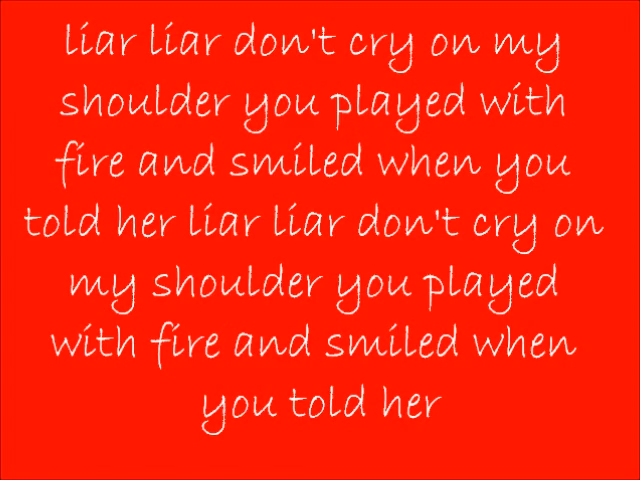 liar liar don't cry on my
shoulder you played with
fire and smiled when you
told her liar liar don't cry on
my shoulder you played
with fire and smiled when
you told her